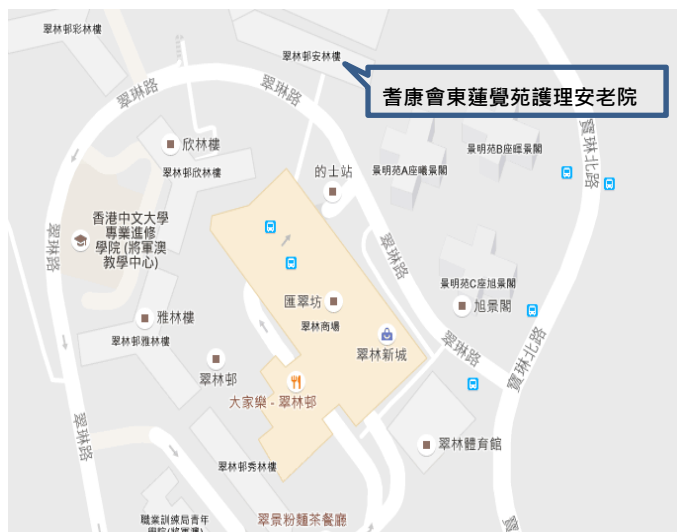 翠林邨彩林樓
翠林邨安林樓
耆康會東蓮覺苑護理安老院
翠琳路
翠琳路
寶琳北路
欣林樓
翠林邨欣林樓
的士站
景明苑A座曦景閣
景明苑B座暉景閣
香港中文大學
專業進修
學院 (將軍澳
教學中心)
翠琳路
翠琳路
景明苑C座旭景閣
匯翠坊
旭景閣
雅林樓
翠林商場
翠林邨雅林樓
翠林新城
翠琳路
寶琳北路
翠林邨
大家樂 - 翠林邨
翠琳路
翠林體育館
翠林邨秀林樓
職業訓練局青年
翠景粉麵茶餐廳